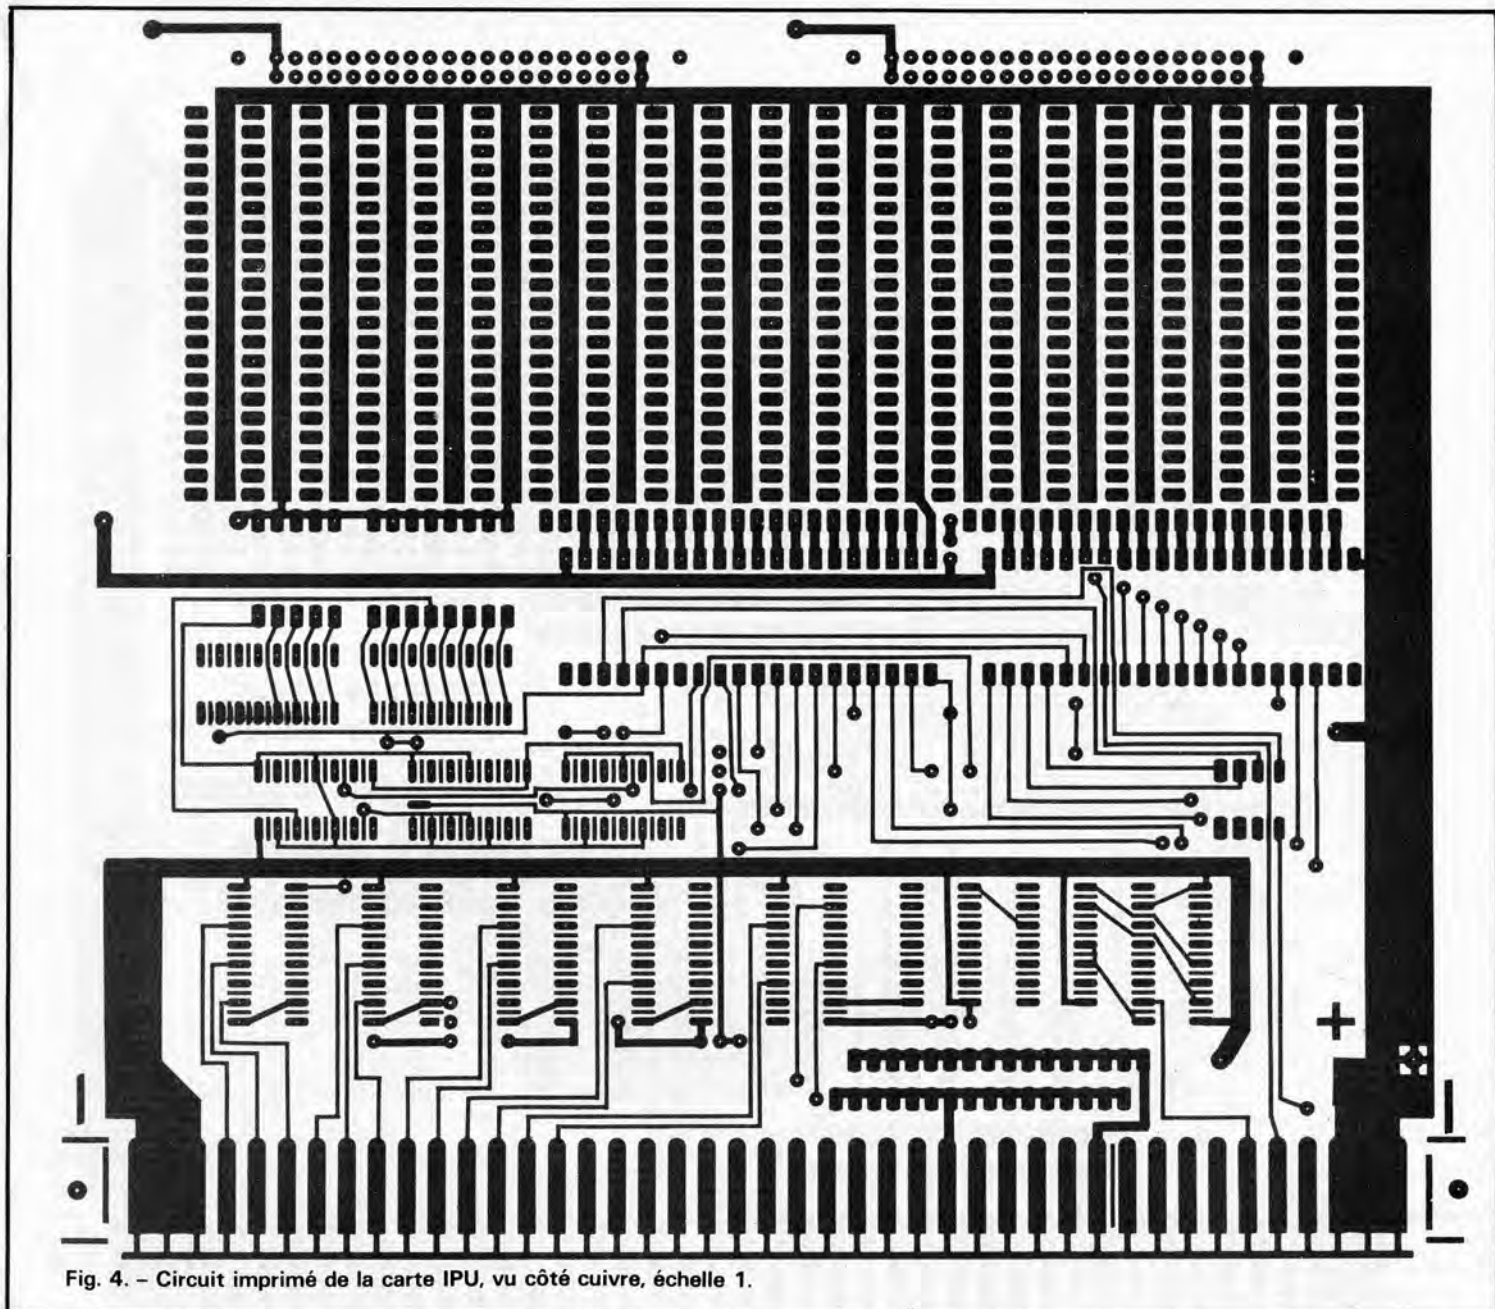 Fig. 4. – Circuit imprimé de la carte IPU, vu côté cuivre, échelle 1.